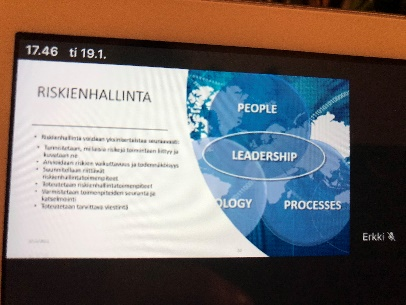 17.46 ti 19.1.
RISKIENHALLINTA
Riskienhallinta voidaan yksinkertaistaa seuraavasti:
Tunnistetaan, millaisia riskejä toimintaan liittyy ja
kuvataan ne
Arvioidaan riskien vaikuttavuus ja todennäköisyys
Suunnitellaan riittävät
riskienhallintatoimenpiteet
Toteutetaan riskienhallintatoimenpiteet
Varmistetaan toimenpiteiden seuranta ja
katselmointi
Toteutetaan tarvittava viestintä
PEOPLE
LEADERSHIP
OLOGY
PROCESSES
Erkki